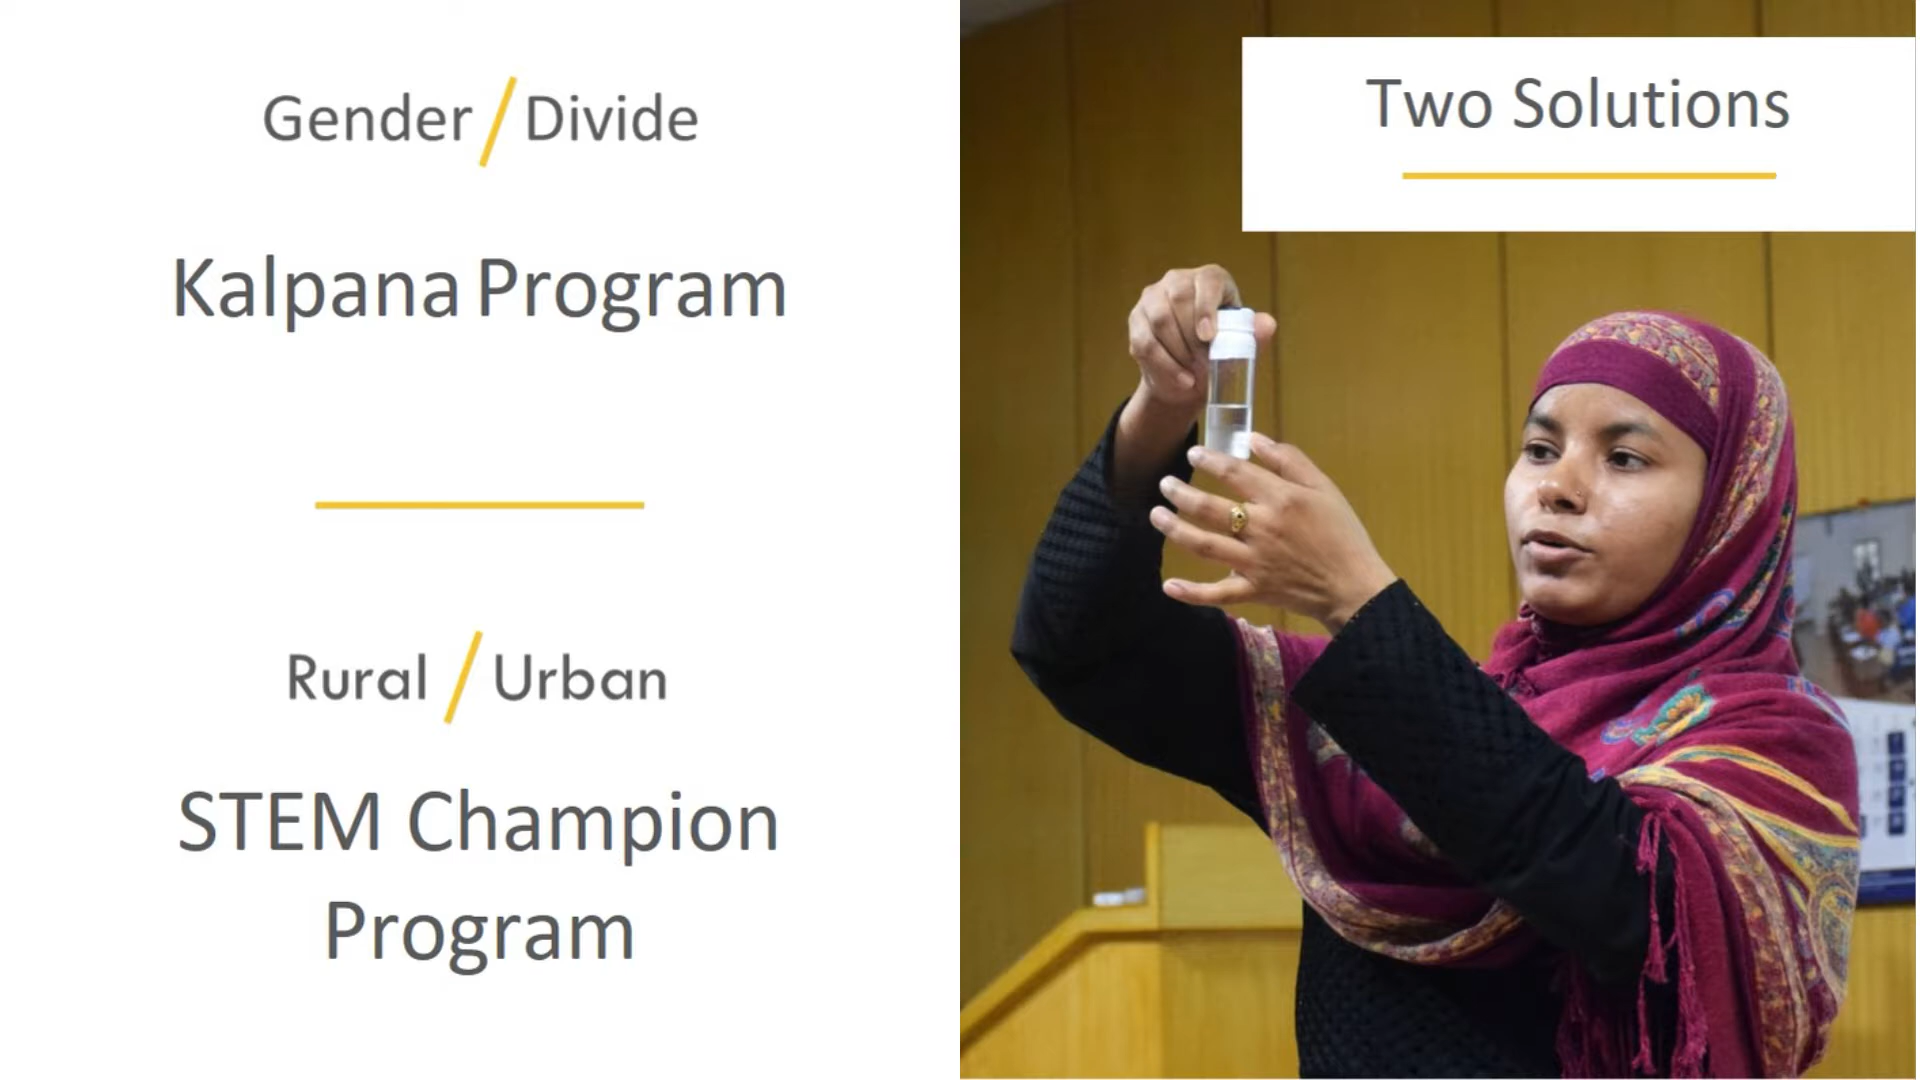 Gender / Divide
Kalpana Program
Rural / Urban
STEM Champion
Program
Two Solutions